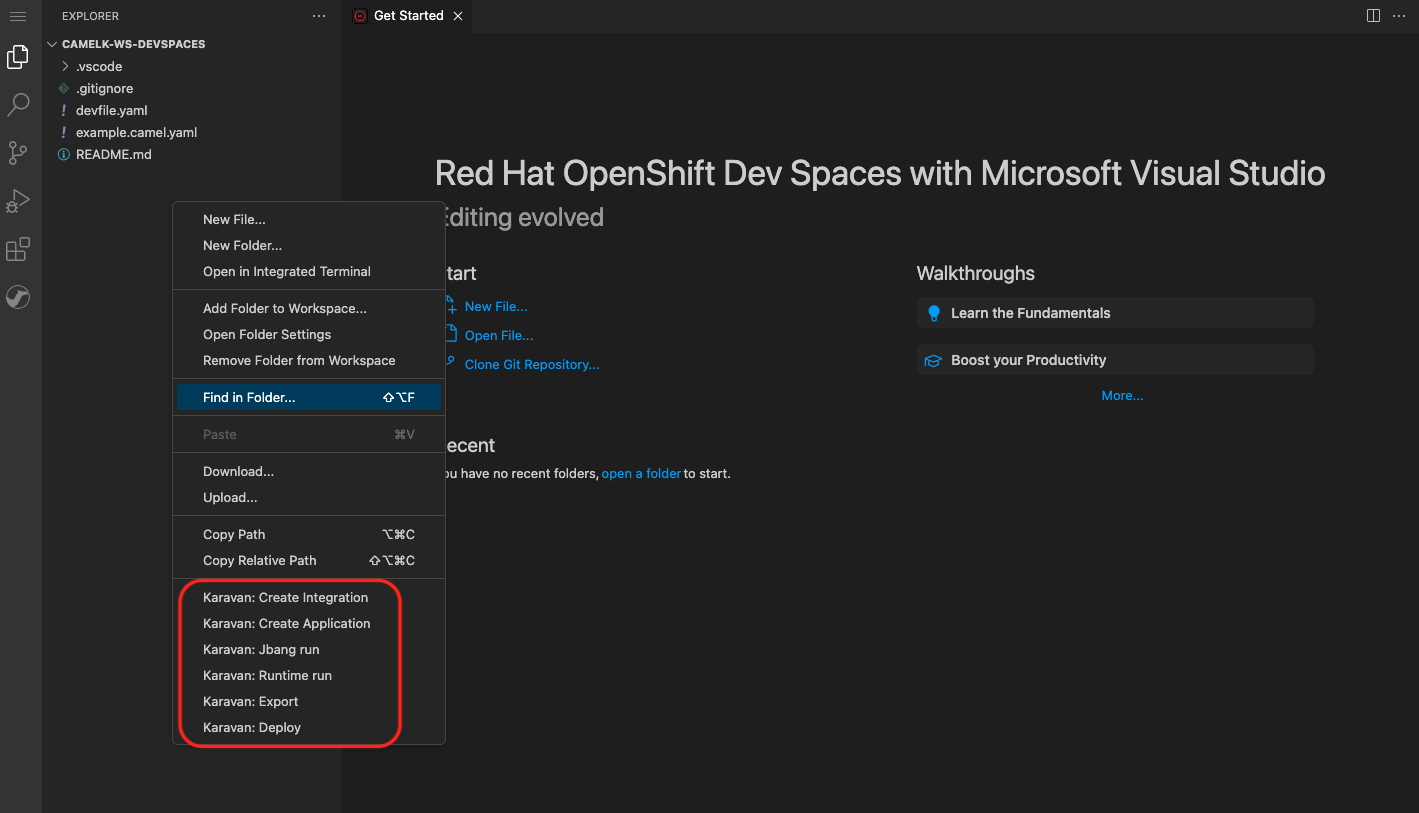 EXPLORER
Get Started
CAMELK-WS-DEVSPACES
.vscode
.gitignore
! devfile.yaml
! example.camel.yaml
README.md
Red Hat OpenShift Dev Spaces with Microsoft Visual Studio
Editing evolved
New File...
New Folder...
Open in Integrated Terminal
Add Folder to Workspace...
Open Folder Settings
Remove Folder from Workspace
Find in Folder... ⇧⌥F
Paste ⌘V
Download...
Upload...
Copy Path ⌥⌘C
Copy Relative Path ⇧⌥⌘C
Karavan: Create Integration
Karavan: Create Application
Karavan: Jbang run
Karavan: Runtime run
Karavan: Export
Karavan: Deploy
tart
New File...
Open File...
Clone Git Repository...
ecent
ou have no recent folders, open a folder to start.
Walkthroughs
Learn the Fundamentals
Boost your Productivity
More...